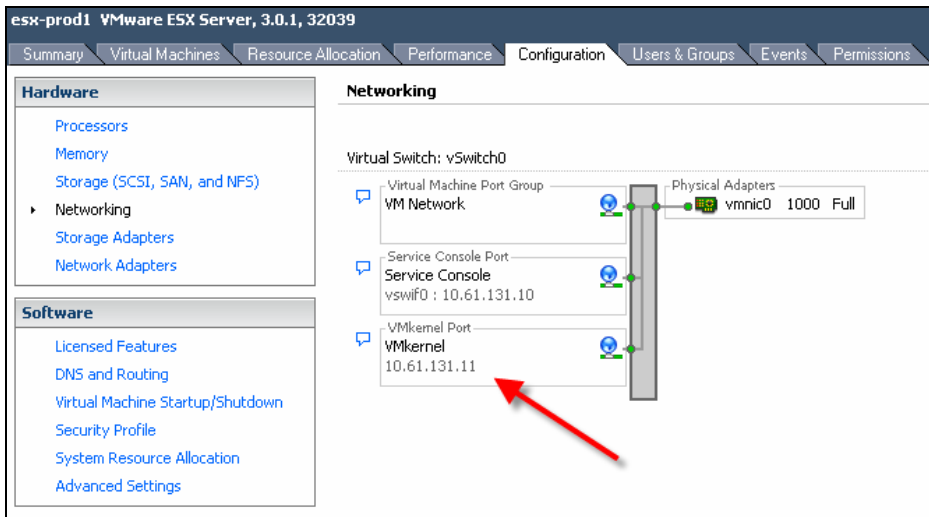 esx-prod1 VMware ESX Server, 3.0.1, 32039
Summary Virtual Machines Resource Allocation Performance Configuration Users & Groups Events Permissions
Hardware
Processors
Memory
Storage (SCSI, SAN, and NFS)
Networking
Storage Adapters
Network Adapters
Software
Licensed Features
DNS and Routing
Virtual Machine Startup/Shutdown
Security Profile
System Resource Allocation
Advanced Settings
Networking
Virtual Switch: vSwitch0
Virtual Machine Port Group
VM Network
Physical Adapters
vmnic0 1000 Full
Service Console Port
Service Console
vswif0 : 10.61.131.10
VMkernel Port
VMkernel
10.61.131.11